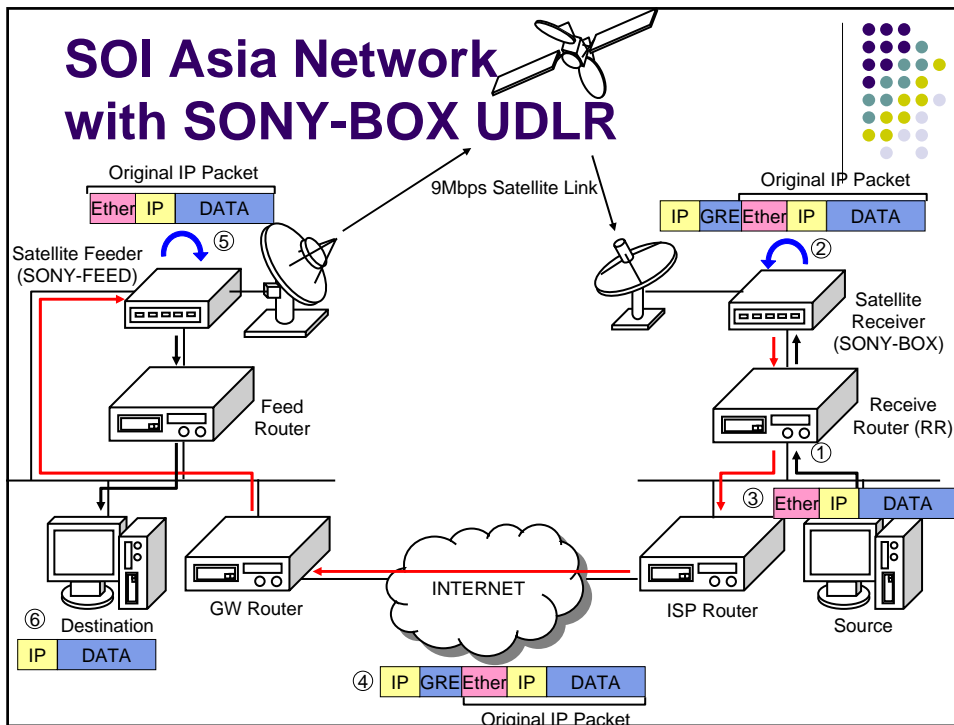 SOI Asia Network
with SONY-BOX UDLR
Original IP Packet
Ether IP DATA
⑤
Satellite Feeder
(SONY-FEED)
9Mbps Satellite Link
Original IP Packet
IP GRE Ether IP DATA
②
Satellite
Receiver
(SONY-BOX)
Feed
Router
Receive
Router (RR)
①
③ Ether IP DATA
INTERNET
GW Router
ISP Router
Source
⑥ Destination
IP DATA
④ IP GRE Ether IP DATA
Original IP Packet